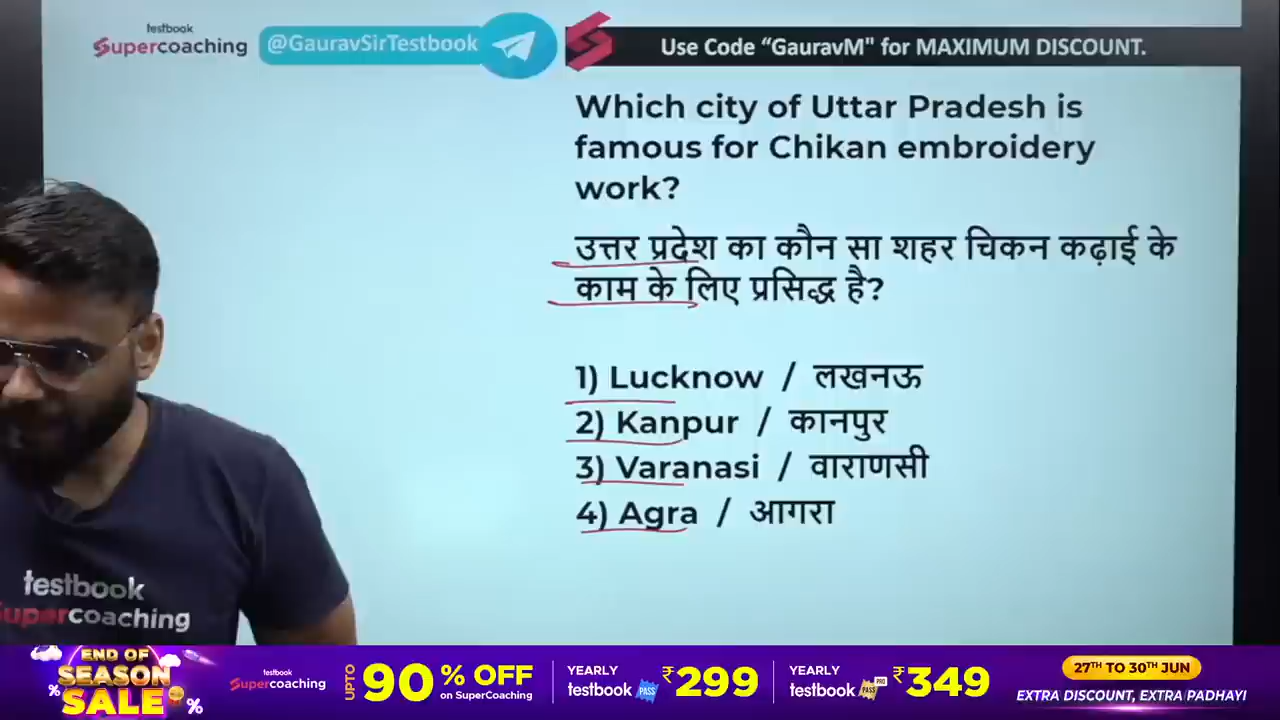 testbook
Supercoaching
@GauravSirTestbook
Use Code “GauravM" for MAXIMUM DISCOUNT.
Which city of Uttar Pradesh is
famous for Chikan embroidery
work?
उत्तर प्रदेश का कौन सा शहर चिकन कढ़ाई के
काम के लिए प्रसिद्ध है?
1) Lucknow / लखनऊ
2) Kanpur / कानपुर
3) Varanasi / वाराणसी
4) Agra / आगरा
testbook
Supercoaching
END OF
SEASON
SALE
%
%
testbook
Supercoaching
UPTO 90% OFF
on SuperCoaching
YEARLY
testbook PASS ₹299
YEARLY
testbook PASS PRO ₹349
27TH TO 30TH JUN
EXTRA DISCOUNT, EXTRA PADHAYI